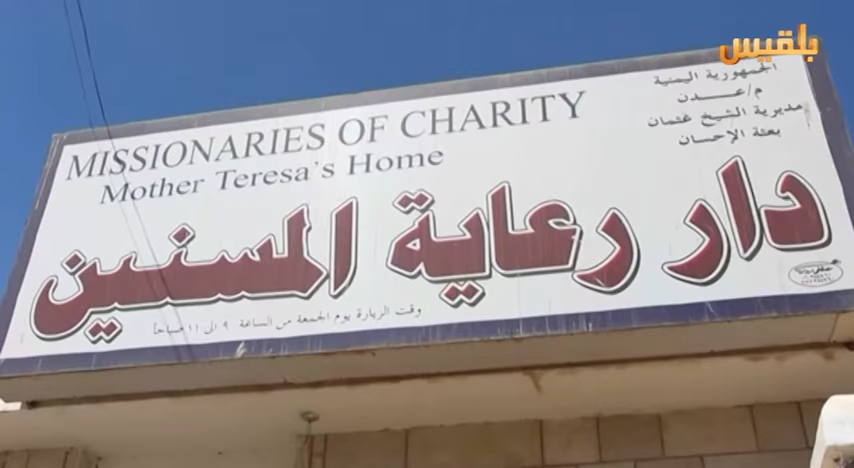 بلقيس
الجمهورية اليمنية
م/عـدن
مديرية الشيخ عثمان
بعثة الإحسان
MISSIONARIES OF CHARITY
Mother Teresa's Home
دار رعاية المسنين
وقت الزيارة يوم الجمعة من الساعة ٩ الى ١١ صباحاً